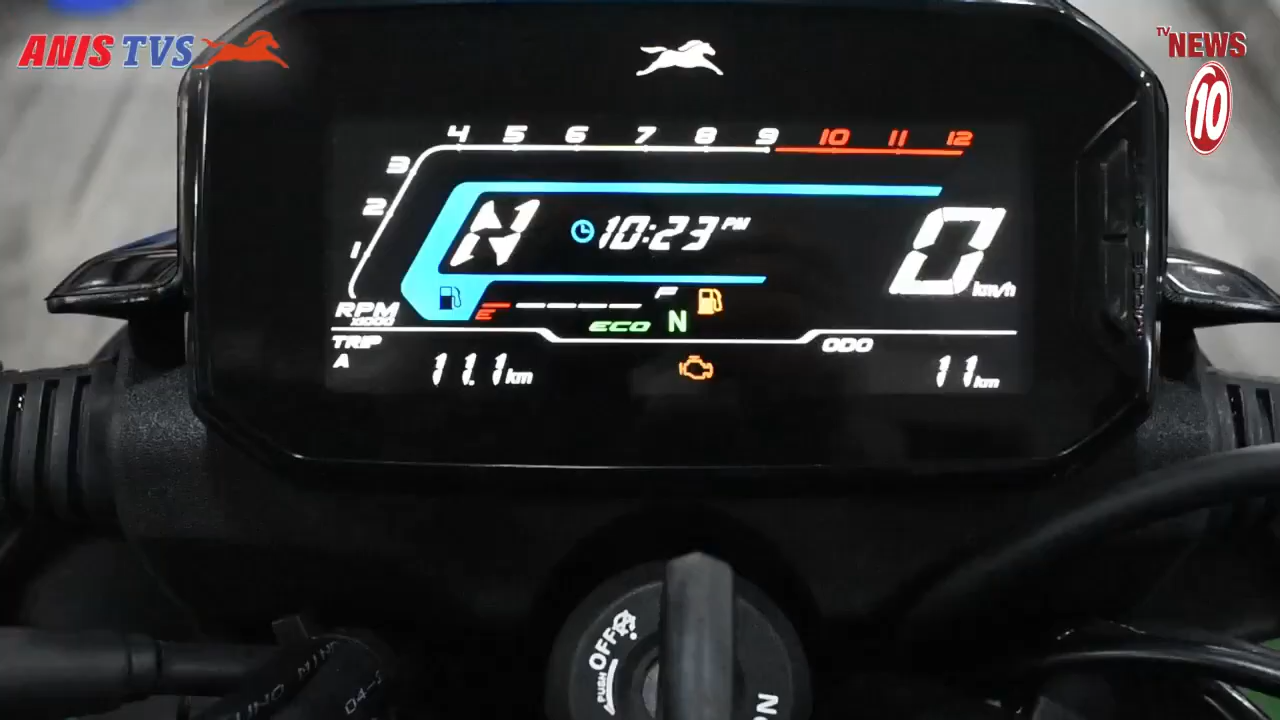 ANIS TVS
TV
NEWS
10
4 5 6 7 8 9 10 11 12
3
2
1
N 10:23 PM 0 km/h
RPM
x1000
E F
ECO N
TRIP ODO
A 11.1 km 11 km
MODE
OFF
PUSH